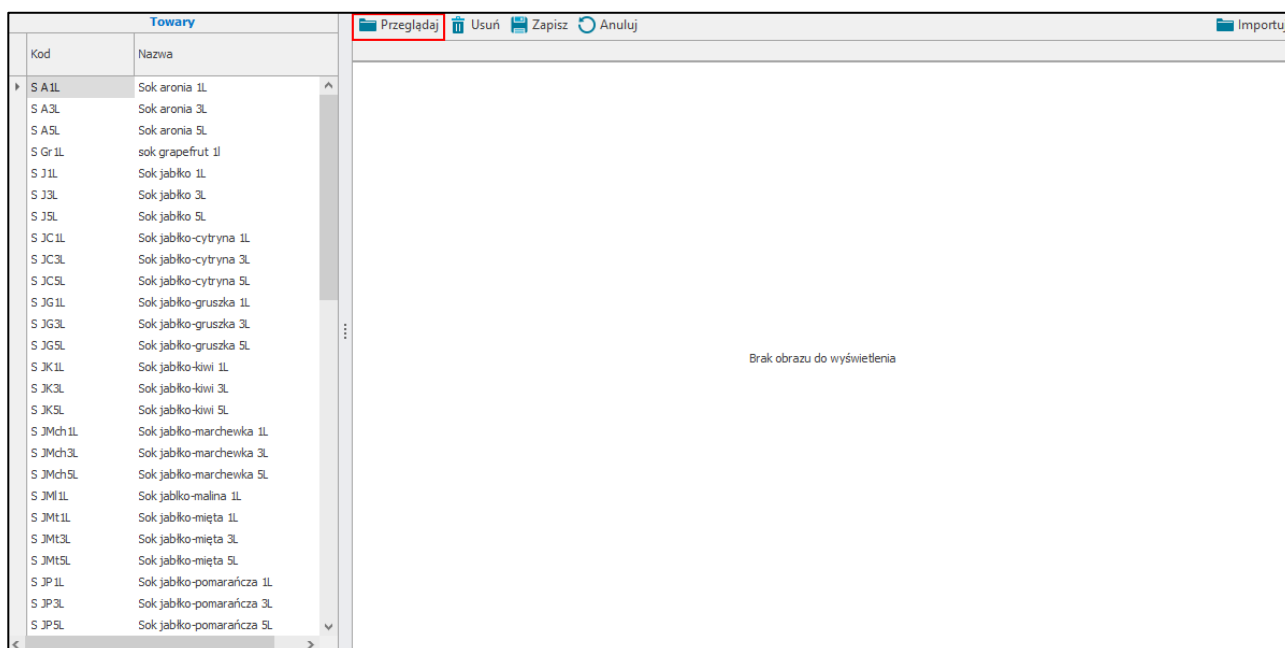 Towary
Przeglądaj Usuń Zapisz Anuluj Importuj
Kod Nazwa
S A1L Sok aronia 1L
S A3L Sok aronia 3L
S A5L Sok aronia 5L
S Gr1L sok grapefrut 1l
S J1L Sok jabłko 1L
S J3L Sok jabłko 3L
S J5L Sok jabłko 5L
S JC1L Sok jabłko-cytryna 1L
S JC3L Sok jabłko-cytryna 3L
S JC5L Sok jabłko-cytryna 5L
S JG1L Sok jabłko-gruszka 1L
S JG3L Sok jabłko-gruszka 3L
S JG5L Sok jabłko-gruszka 5L
S JK1L Sok jabłko-kiwi 1L
S JK3L Sok jabłko-kiwi 3L
S JK5L Sok jabłko-kiwi 5L
S JMch1L Sok jabłko-marchewka 1L
S JMch3L Sok jabłko-marchewka 3L
S JMch5L Sok jabłko-marchewka 5L
S JMl1L Sok jablko-malina 1L
S JMt1L Sok jabłko-mięta 1L
S JMt3L Sok jabłko-mięta 3L
S JMt5L Sok jabłko-mięta 5L
S JP1L Sok jabłko-pomarańcza 1L
S JP3L Sok jabłko-pomarańcza 3L
S JP5L Sok jabłko-pomarańcza 5L
Brak obrazu do wyświetlenia